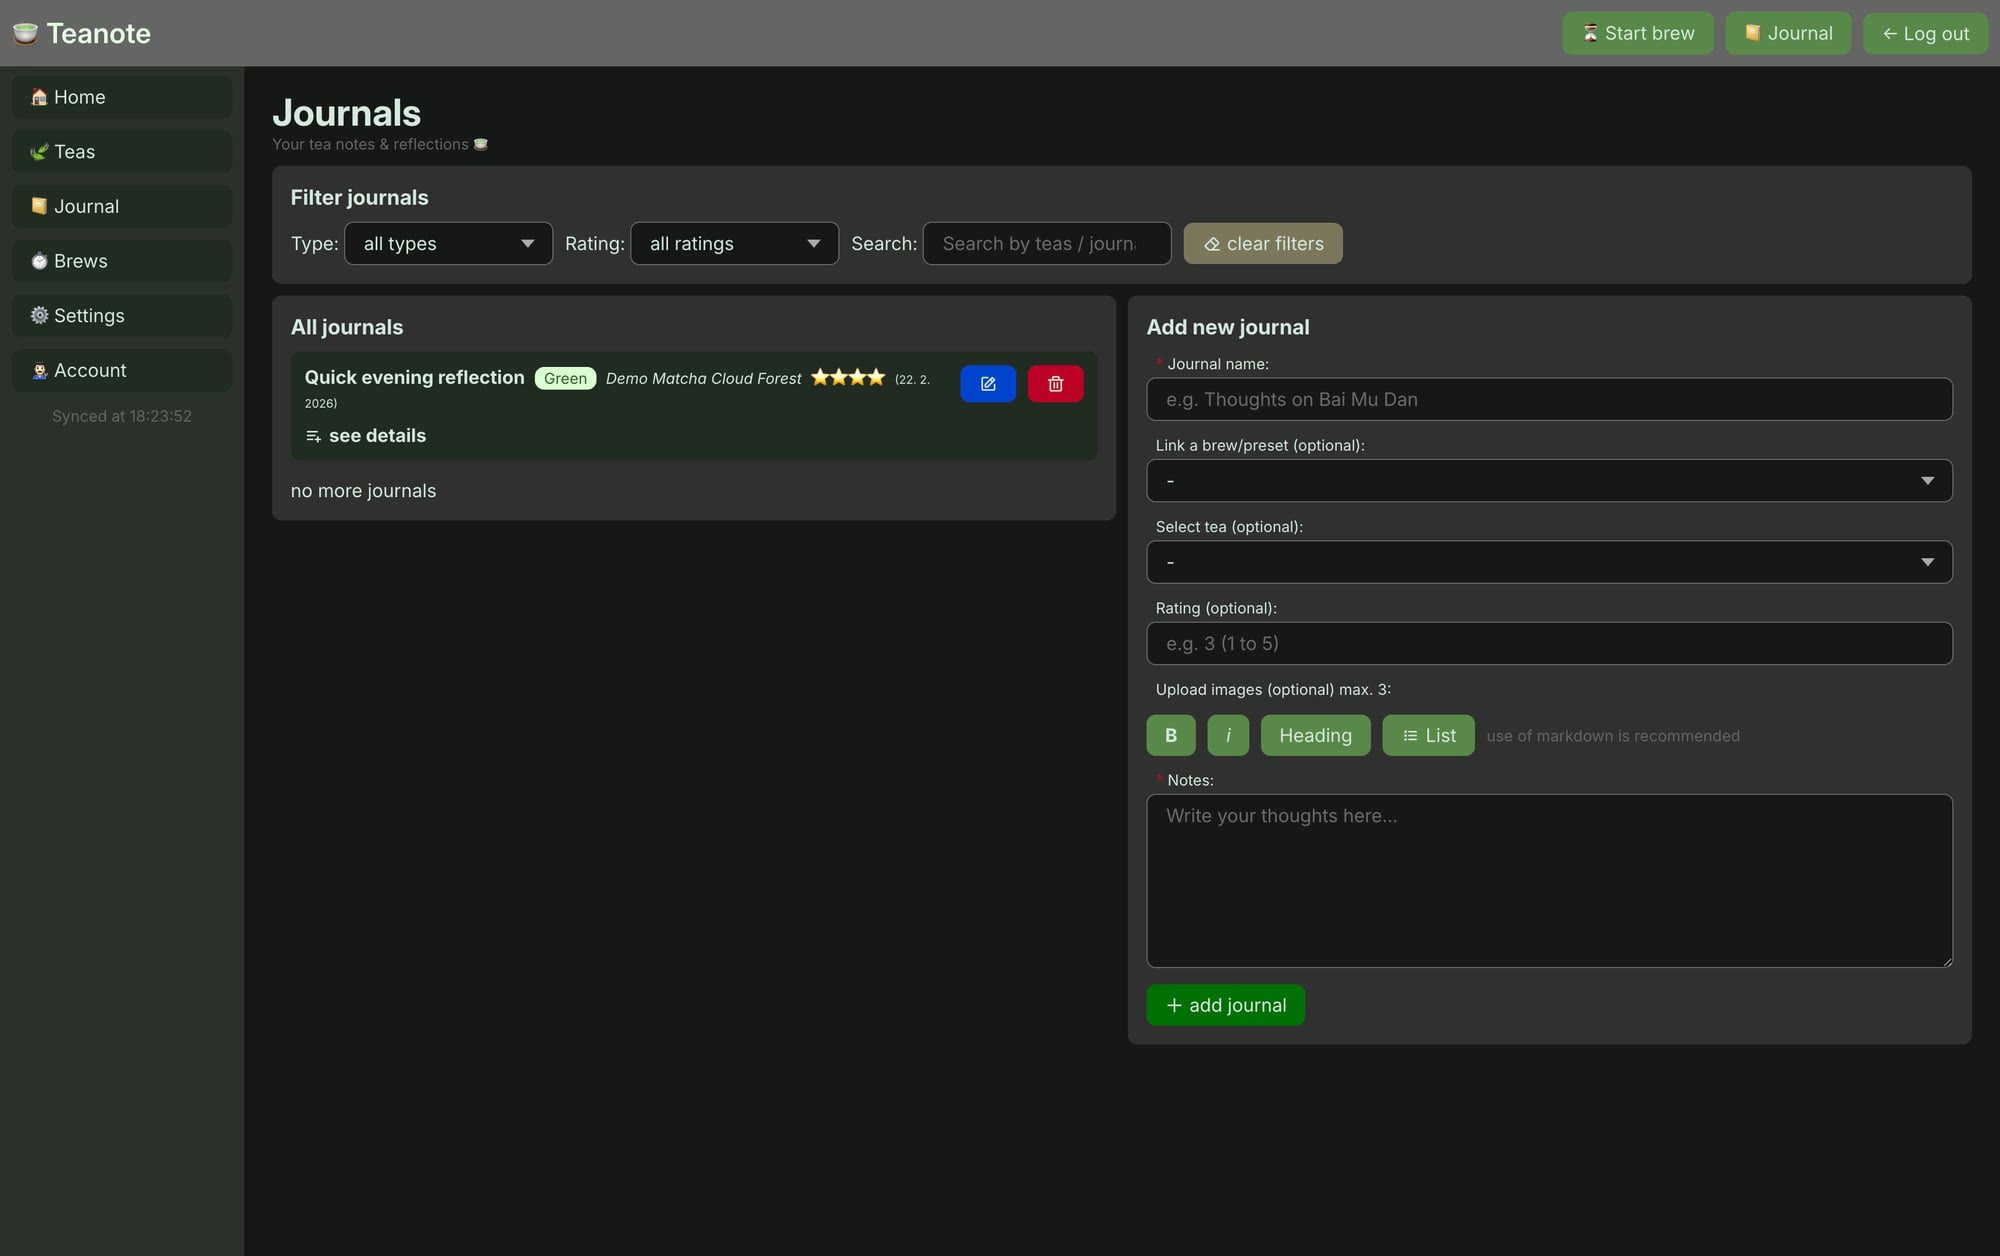 Teanote
Start brew
Journal
← Log out
Home
Teas
Journal
Brews
Settings
Account
Synced at 18:23:52
Journals
Your tea notes & reflections
Filter journals
Type: all types Rating: all ratings Search: Search by teas / journ clear filters
All journals
Quick evening reflection Green Demo Matcha Cloud Forest (22. 2.
2026)
see details
no more journals
Add new journal
* Journal name:
e.g. Thoughts on Bai Mu Dan
Link a brew/preset (optional):
-
Select tea (optional):
-
Rating (optional):
e.g. 3 (1 to 5)
Upload images (optional) max. 3:
B i Heading List use of markdown is recommended
* Notes:
Write your thoughts here...
+ add journal